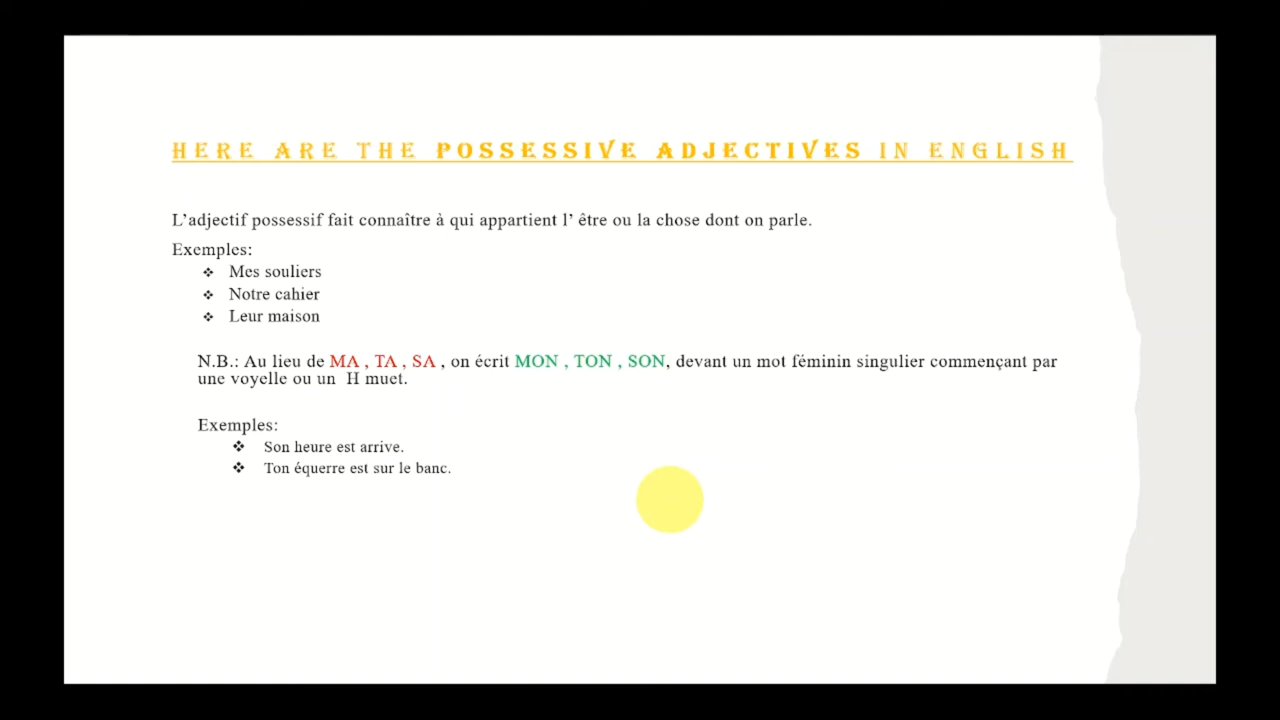 HERE ARE THE POSSESSIVE ADJECTIVES IN ENGLISH
L’adjectif possessif fait connaître à qui appartient l’ être ou la chose dont on parle.
Exemples:
❖ Mes souliers
❖ Notre cahier
❖ Leur maison
N.B.: Au lieu de MA , TA , SA , on écrit MON , TON , SON, devant un mot féminin singulier commençant par
une voyelle ou un H muet.
Exemples:
❖ Son heure est arrive.
❖ Ton équerre est sur le banc.